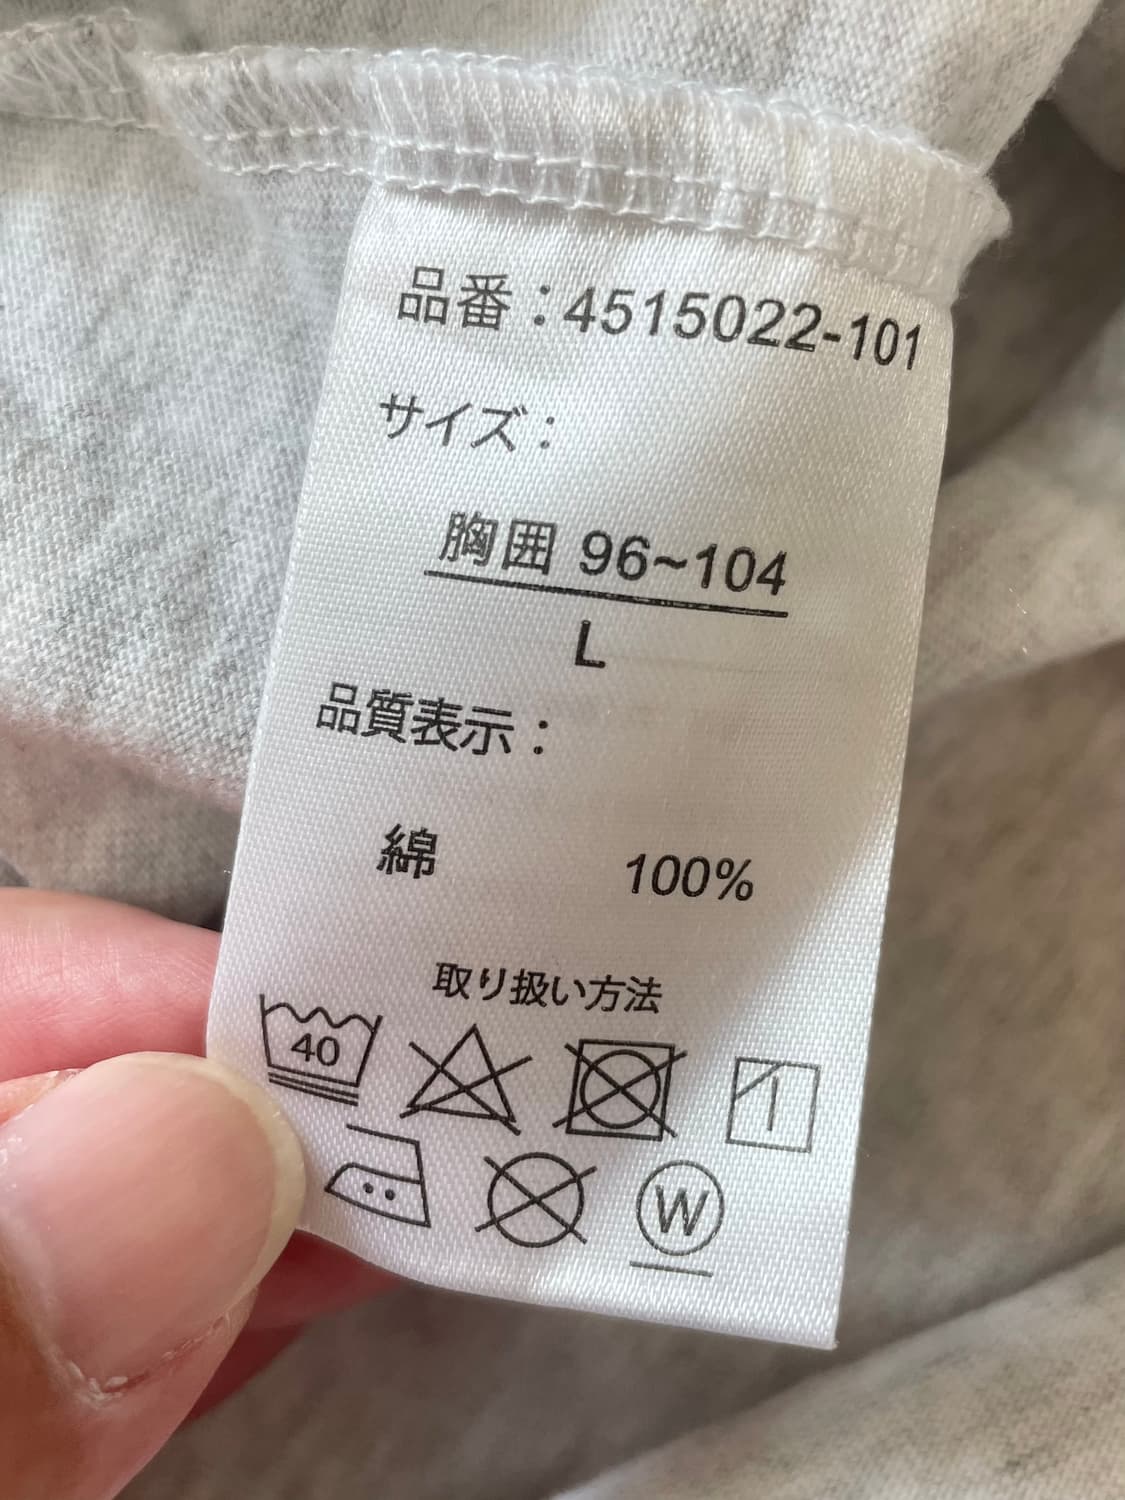 品番：4515022-101
サイズ：
胸囲 96~104
L
品質表示：
綿 100%
取り扱い方法
40
W